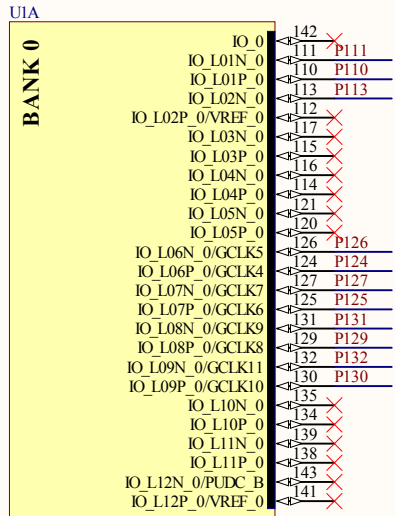 U1A
BANK 0
IO_0 142
IO_L01N_0 111 P111
IO_L01P_0 110 P110
IO_L02N_0 113 P113
IO_L02P_0/VREF_0 112
IO_L03N_0 117
IO_L03P_0 115
IO_L04N_0 116
IO_L04P_0 114
IO_L05N_0 121
IO_L05P_0 120
IO_L06N_0/GCLK5 126 P126
IO_L06P_0/GCLK4 124 P124
IO_L07N_0/GCLK7 127 P127
IO_L07P_0/GCLK6 125 P125
IO_L08N_0/GCLK9 131 P131
IO_L08P_0/GCLK8 129 P129
IO_L09N_0/GCLK11 132 P132
IO_L09P_0/GCLK10 130 P130
IO_L10N_0 135
IO_L10P_0 134
IO_L11N_0 139
IO_L11P_0 138
IO_L12N_0/PUDC_B 143
IO_L12P_0/VREF_0 141